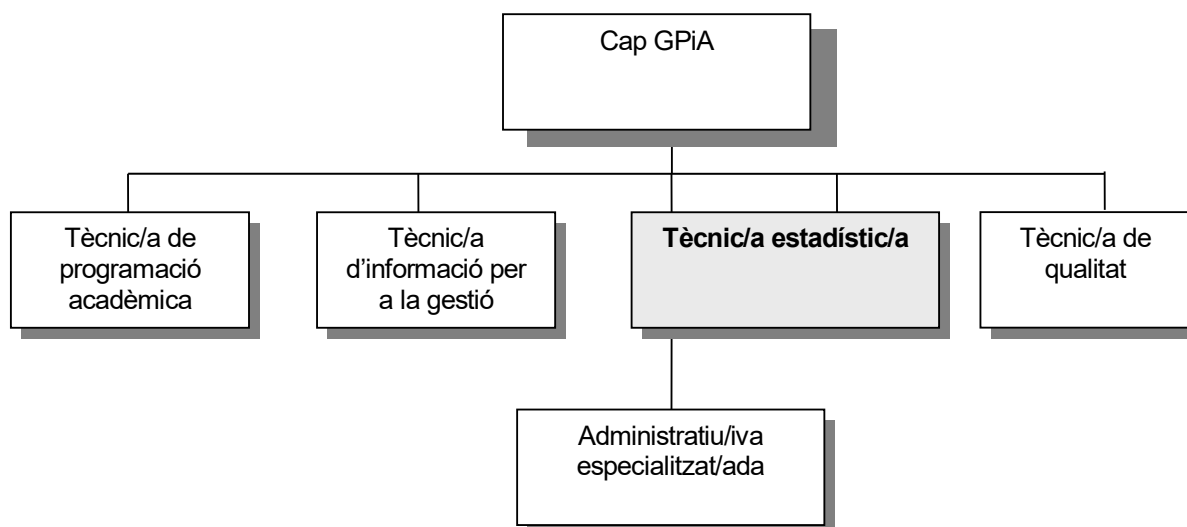 Cap GPiA
Tècnic/a de
programació
acadèmica
Tècnic/a
d’informació per
a la gestió
Tècnic/a estadístic/a
Tècnic/a de
qualitat
Administratiu/iva
especialitzat/ada